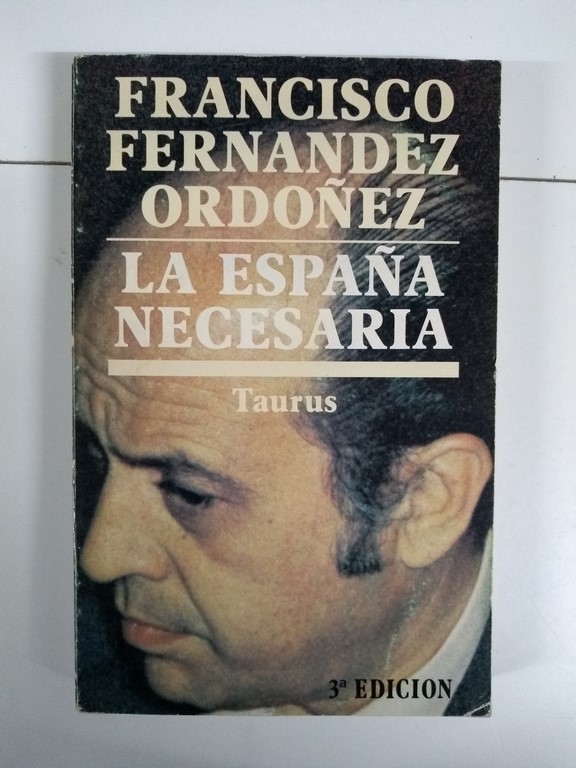 FRANCISCO
FERNANDEZ
ORDOÑEZ
LA ESPAÑA
NECESARIA
Taurus
3ª EDICION